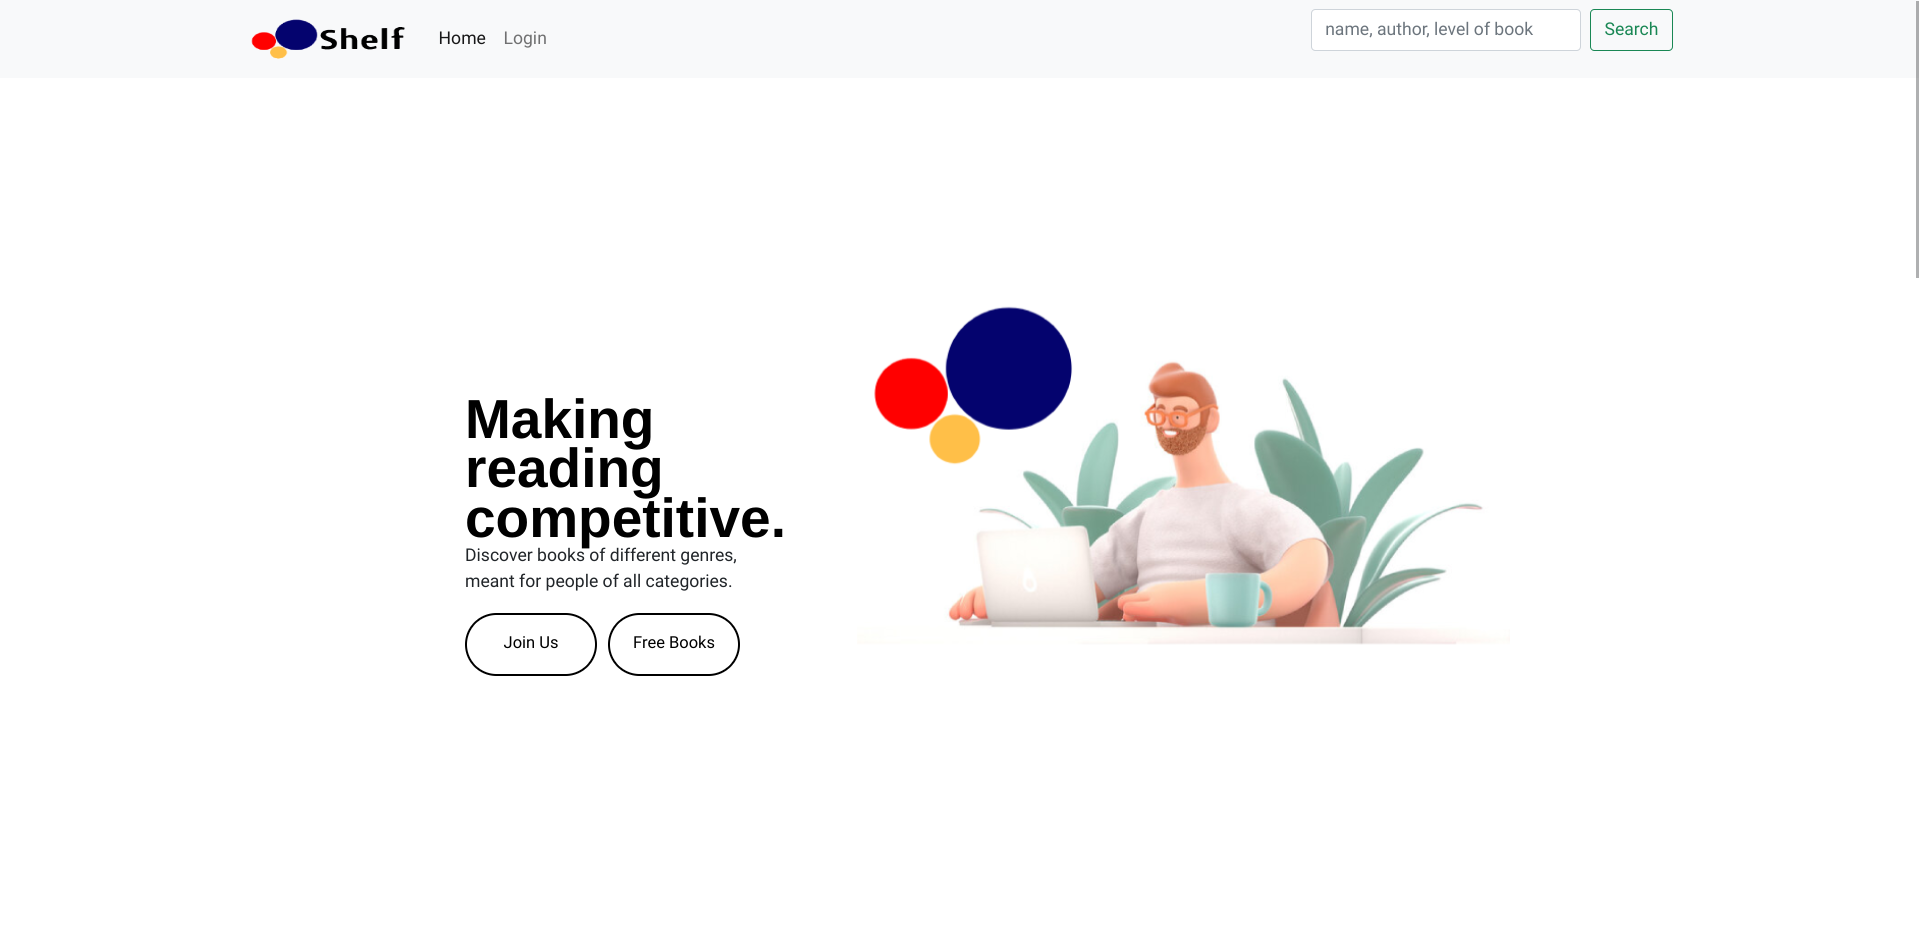 Shelf
Home
Login
name, author, level of book
Search
Making
reading
competitive.
Discover books of different genres,
meant for people of all categories.
Join Us
Free Books